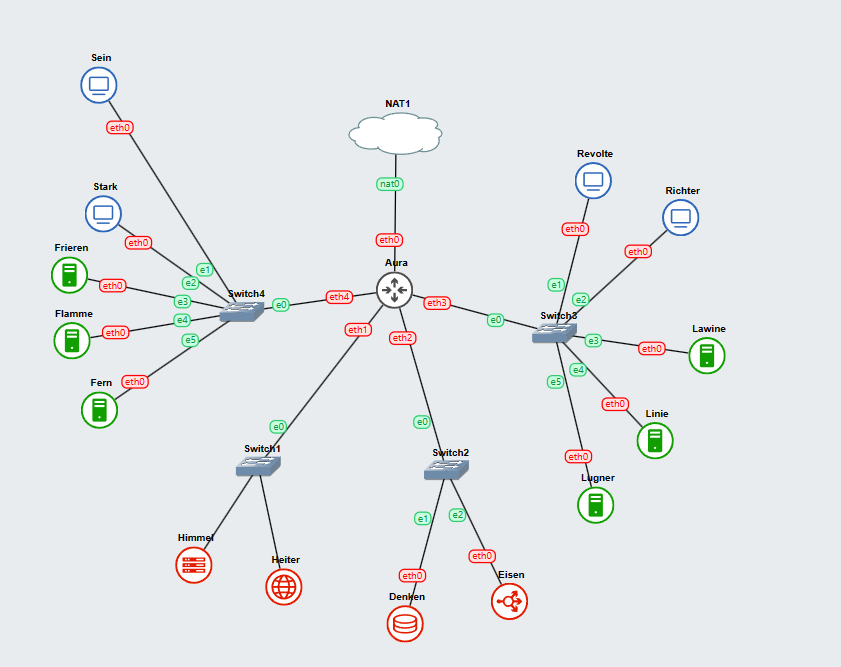 Sein
eth0
NAT1
nat0
eth0
Aura
Revolte
eth0
Richter
eth0
Stark
eth0
Frieren
eth0
Flamme
eth0
Fern
eth0
e1
e2
e3
e4
e5
Switch4
e0
eth4
eth3
e0
eth1
eth2
e1
e2
Switch3
e3
e4
e5
Lawine
eth0
Linie
eth0
Lugner
eth0
e0
Switch1
Himmel
Heiter
e0
Switch2
e1
e2
eth0
Denken
eth0
Eisen